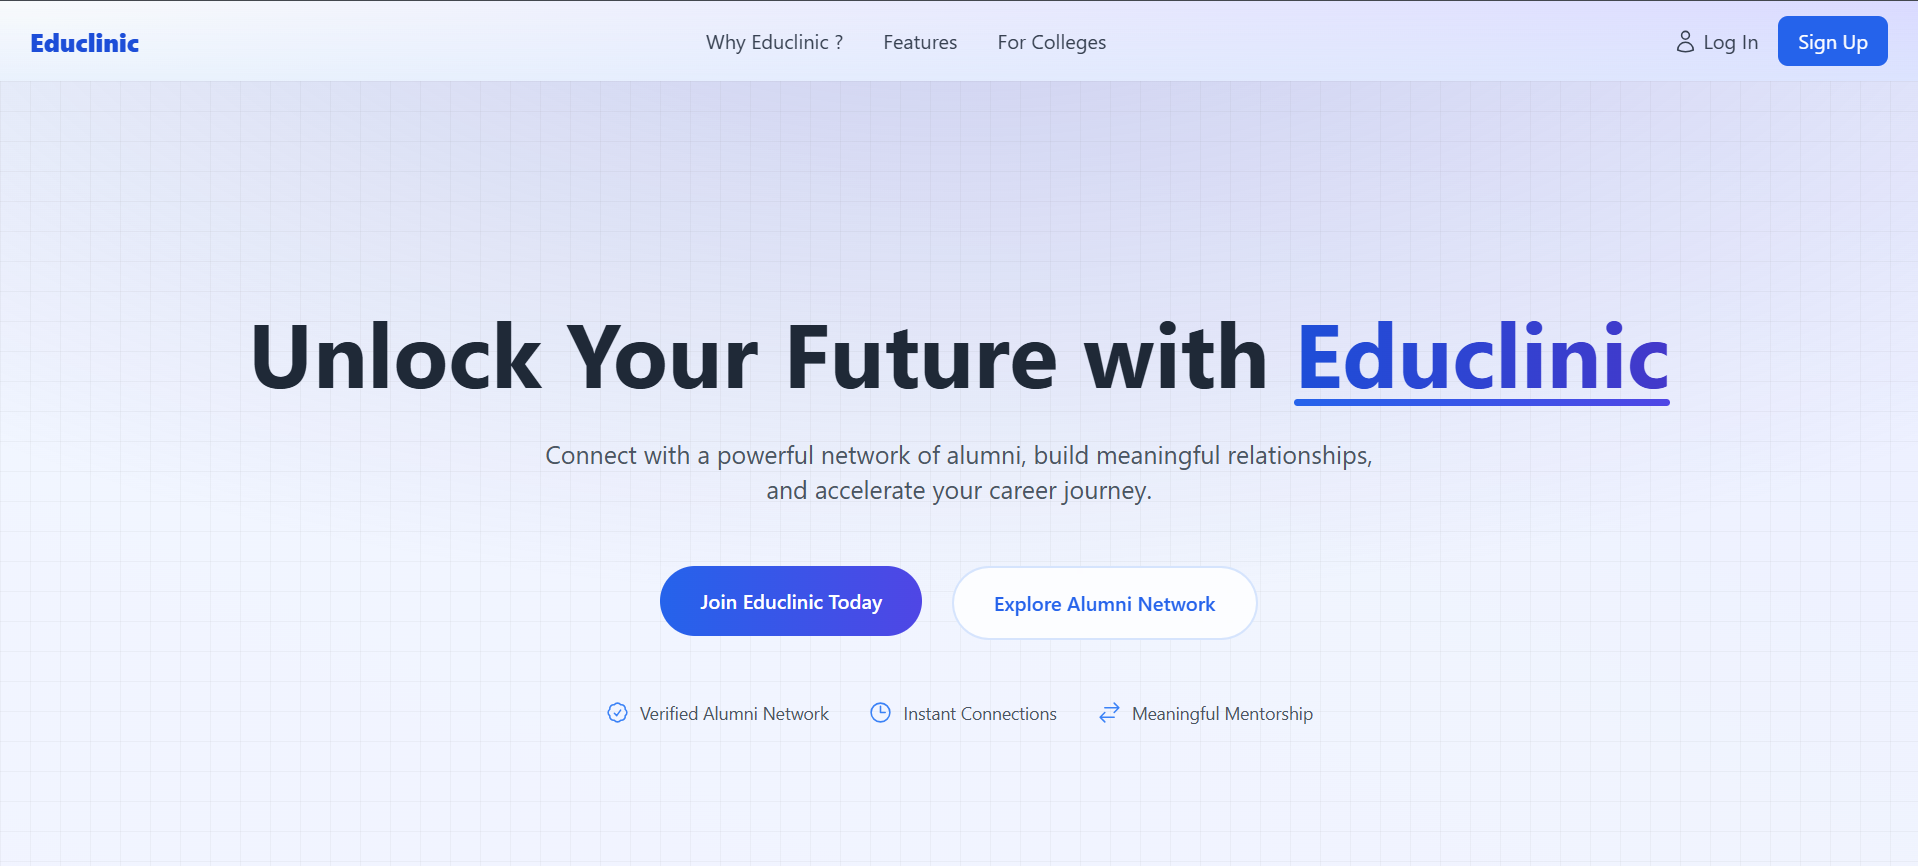 Educlinic
Why Educlinic ?
Features
For Colleges
Log In
Sign Up
Unlock Your Future with Educlinic
Connect with a powerful network of alumni, build meaningful relationships,
and accelerate your career journey.
Join Educlinic Today
Explore Alumni Network
Verified Alumni Network
Instant Connections
Meaningful Mentorship